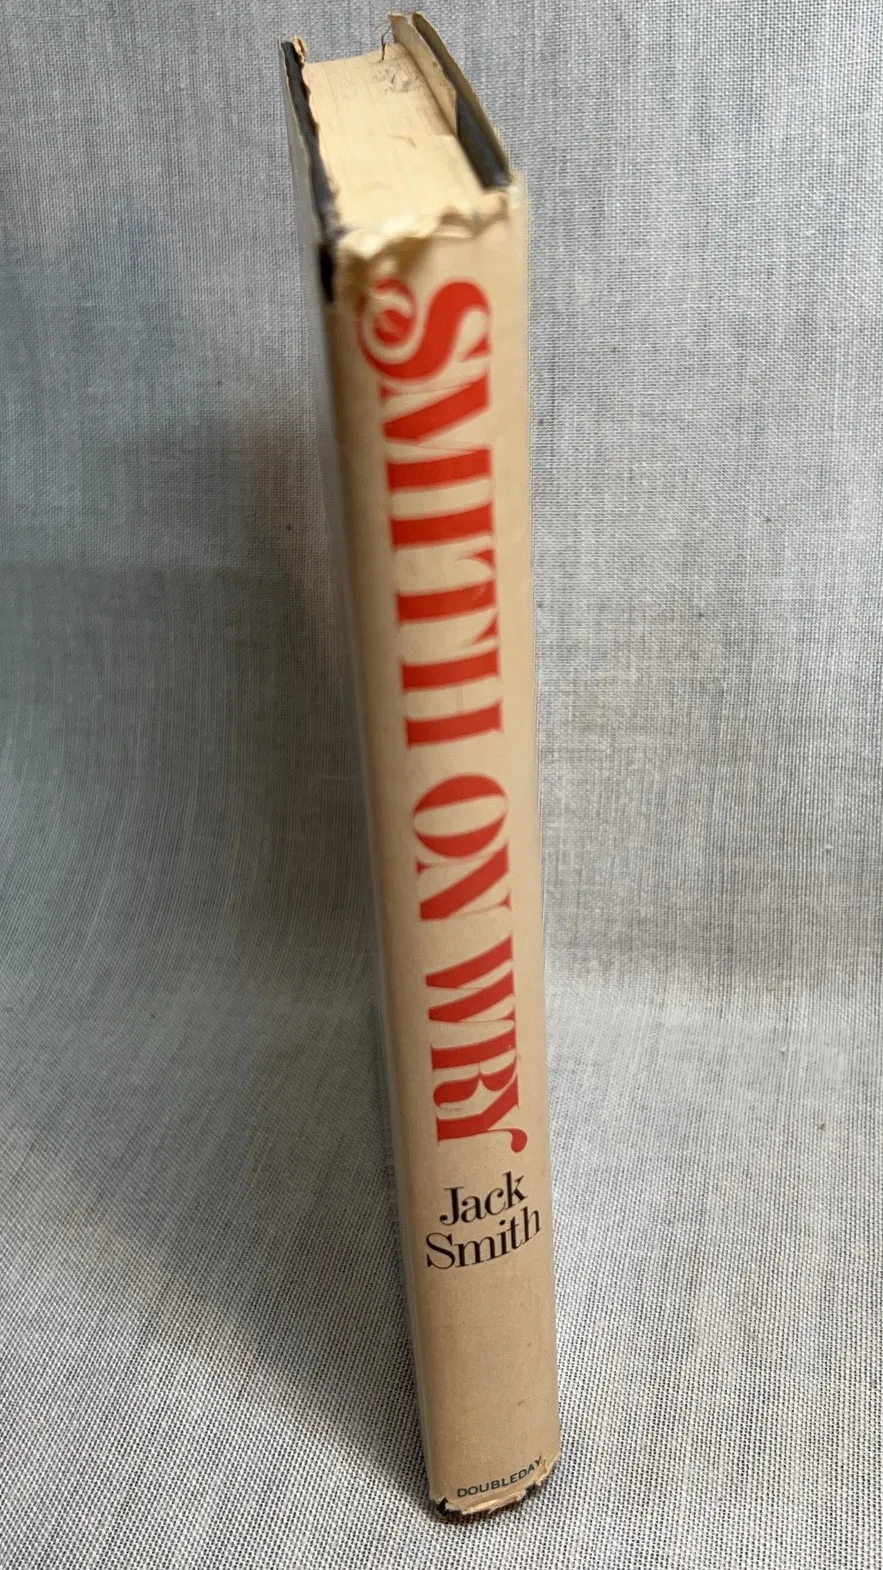 SMITH ON WRY
Jack
Smith
DOUBLEDAY